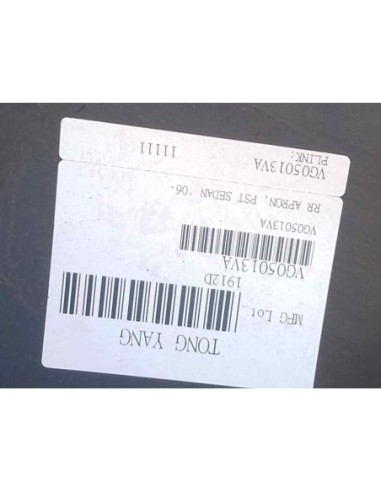 TONG YANG
MFG Lot
1912D
VG05013VA
VG05013VA
RR APRON, PST SEDAN '06-
VG05013VA 11111
PLINK: